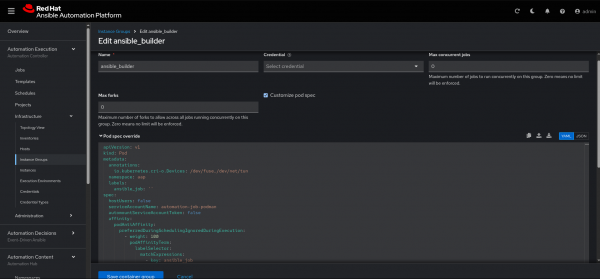 Red Hat
Ansible Automation Platform
admin
Overview
Automation Execution
Automation Controller
Jobs
Templates
Schedules
Projects
Infrastructure
Topology View
Inventories
Hosts
Instance Groups
Instances
Execution Environments
Credentials
Credential Types
Administration
Automation Decisions
Event-Driven Ansible
Automation Content
Automation Hub
Instance Groups > Edit ansible_builder
Edit ansible_builder
Name *
Credential
Max concurrent jobs
ansible_builder
Select credential
0
Maximum number of jobs to run concurrently on this group. Zero means no limit
will be enforced.
Max forks
Customize pod spec
0
Maximum number of forks to allow across all jobs running concurrently on this
group. Zero means no limit will be enforced.
Pod spec override
YAML
JSON
apiVersion: v1
kind: Pod
metadata:
annotations:
io.kubernetes.cri-o.Devices: /dev/fuse,/dev/net/tun
namespace: aap
labels:
ansible_job: ''
spec:
hostUsers: false
serviceAccountName: automation-job-podman
automountServiceAccountToken: false
affinity:
podAntiAffinity:
preferredDuringSchedulingIgnoredDuringExecution:
- weight: 100
podAffinityTerm:
labelSelector:
matchExpressions:
- key: ansible_job
Save container group
Cancel